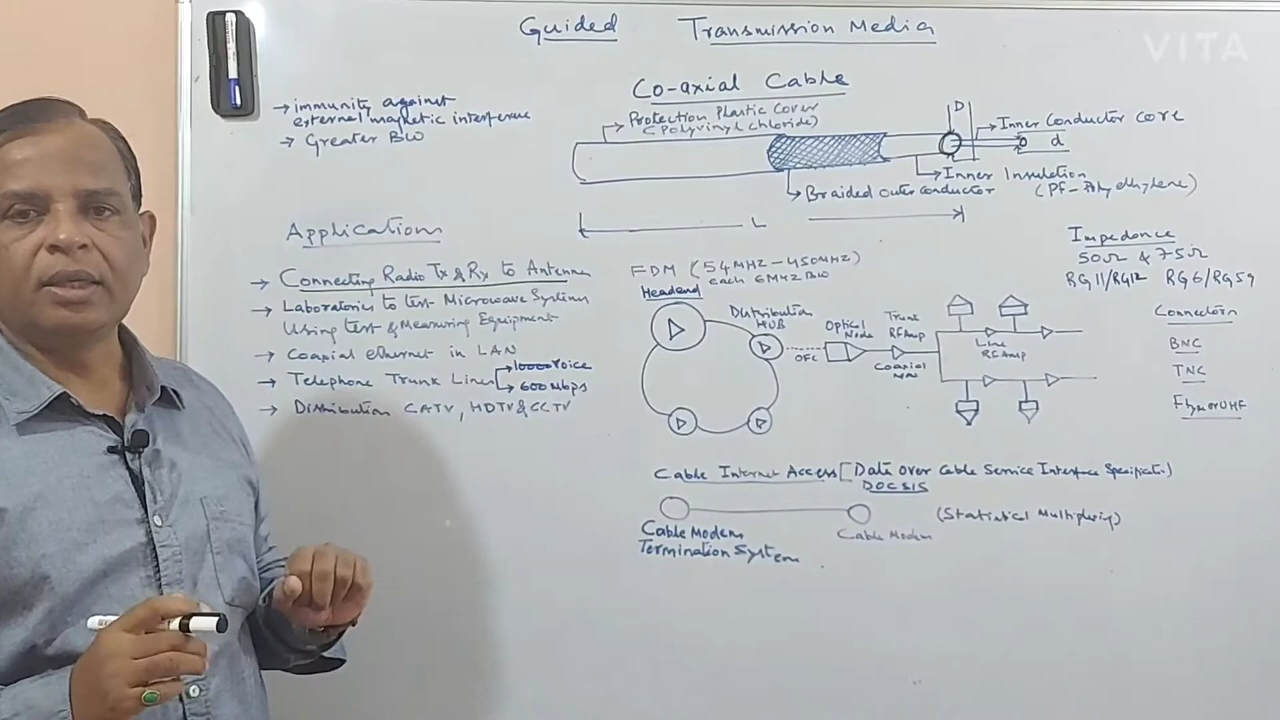 Guided Transmission Media
VITA
Co-axial Cable
→ immunity against
external magnetic interference
→ Greater BW
→ Protection Plastic Cover
(Polyvinyl chloride)
D
→ Inner Conductor core
d
→ Inner Insulation
(PF-Polyethylene)
→ Braided outer conductor
L
Applications
→ Connecting Radio Tx & Rx to Antenna
→ Laboratories to test Microwave Systems
Using test & Measuring Equipment
→ Coaxial ethernet in LAN
→ Telephone Trunk Lines → 10000 Voice
→ 600 Mbps
→ Distribution CATV, HDTV & CCTV
Impedance
50Ω & 75Ω
RG11/RG12 RG6/RG59
FDM (54MHZ-450MHZ)
each 6MHZ BW
Headend
Distribution
HUB
OFC
Optical
Node
Trunk
RF Amp
Coaxial
Line
RF Amp
Connectors
BNC
TNC
UHF
Cable Internet Access [Data Over Cable Service Interface Specification)
DOCSIS
(Statistical Multiplexing)
Cable Modem
Termination System
Cable Modem